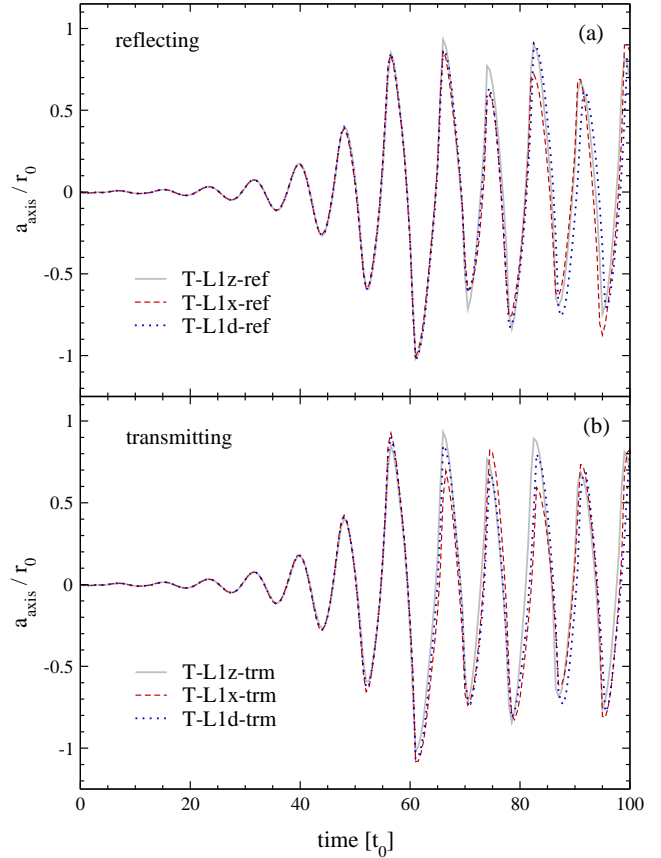 (a)
reflecting
1
0.5
0
-0.5
-1
a_axis / r_0
T-L1z-ref
T-L1x-ref
T-L1d-ref
(b)
transmitting
1
0.5
0
-0.5
-1
a_axis / r_0
T-L1z-trm
T-L1x-trm
T-L1d-trm
0 20 40 60 80 100
time [t_0]